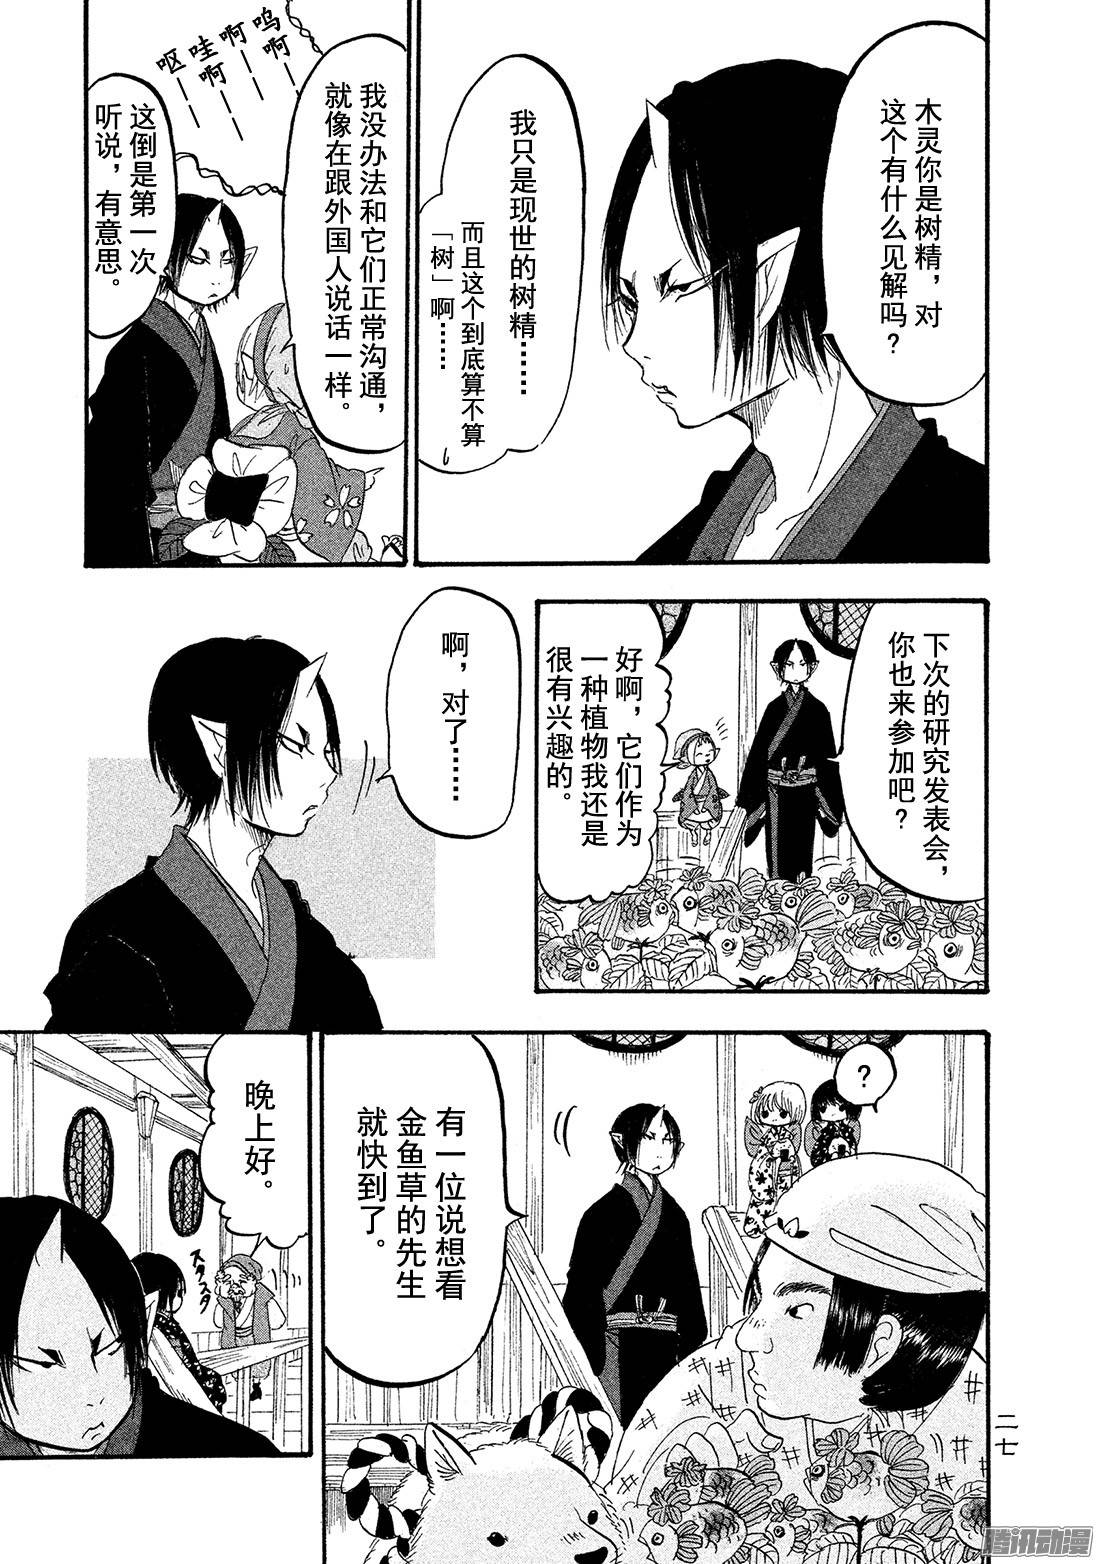 木灵你是树精，对
这个有什么见解吗？
我只是现世的树精……
而且这个到底算不算
「树」啊……
我没办法和它们正常沟通，
就像在跟外国人说话一样。
呜啊——
啊——
哇啊——
呕——
这倒是第一次
听说，有意思。
下次的研究发表会，
你也来参加吧？
好啊，它们作为
一种植物我还是
很有兴趣的。
啊，对了……
？
有一位说想看
金鱼草的先生
就快到了。
晚上好。
スタスタ
二七
腾讯动漫